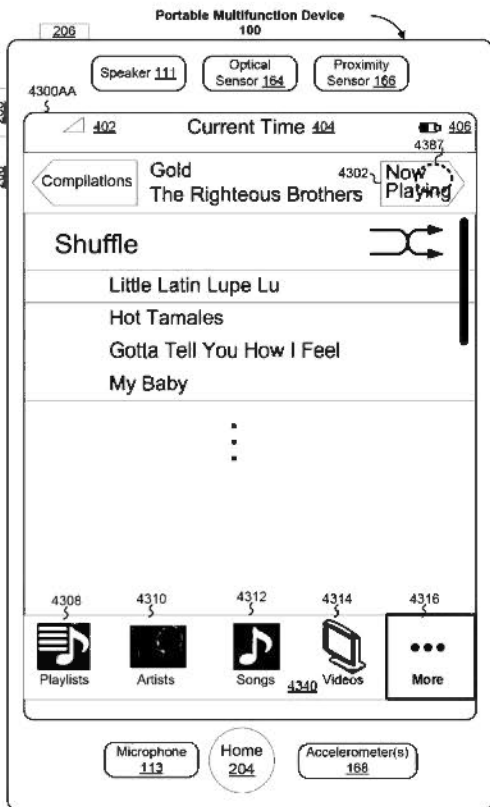 Portable Multifunction Device
100
206
Speaker 111
Optical
Sensor 164
Proximity
Sensor 166
4300AA
402
Current Time 404
406
4387
Compilations
Gold
The Righteous Brothers
4302
Now
Playing
Shuffle
Little Latin Lupe Lu
Hot Tamales
Gotta Tell You How I Feel
My Baby
4308
4310
4312
4314
4316
Playlists
Artists
Songs
4340
Videos
More
Microphone
113
Home
204
Accelerometer(s)
168